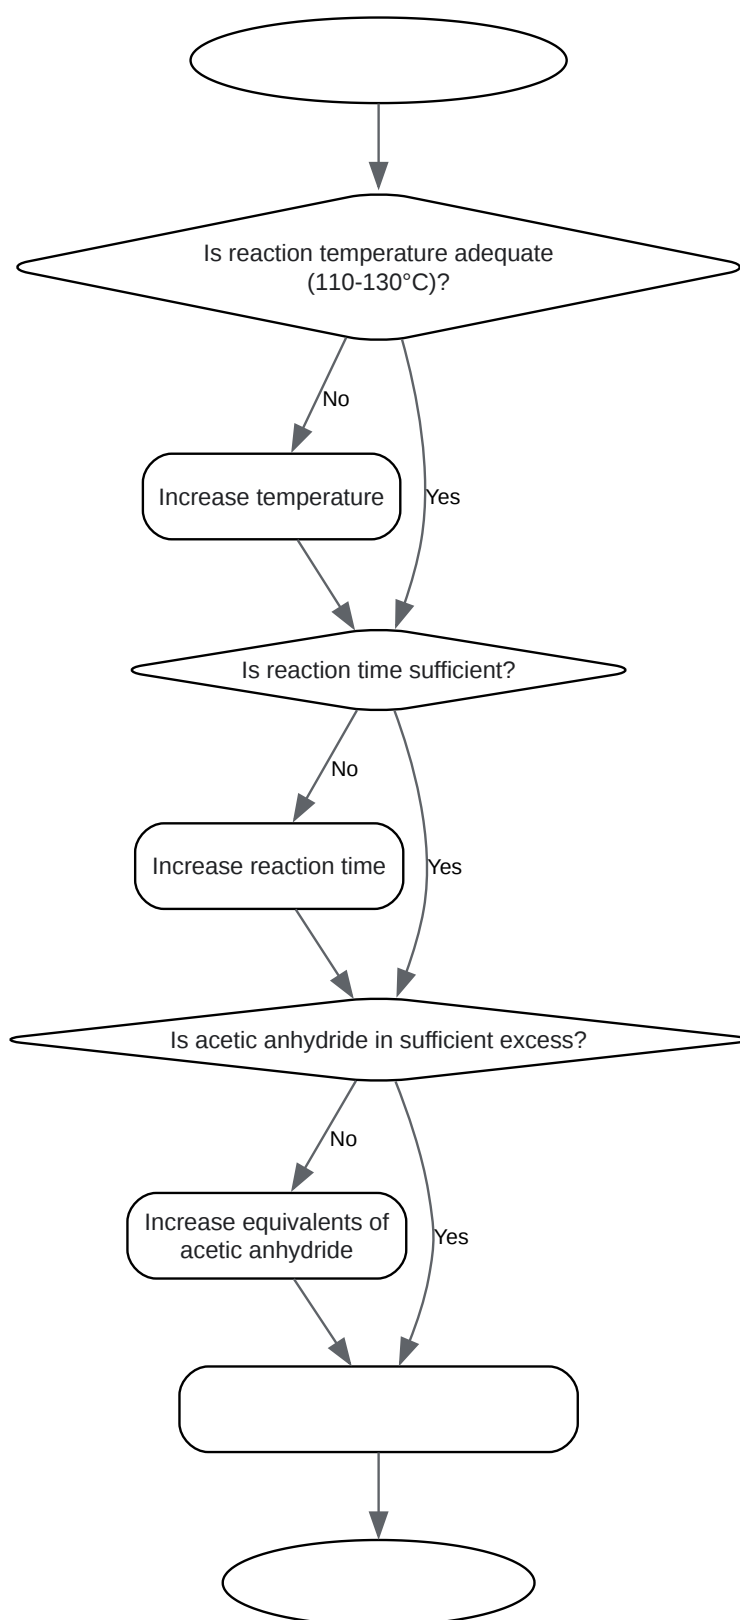 Is reaction temperature adequate
(110-130°C)?
No
Increase temperature
Yes
Is reaction time sufficient?
No
Increase reaction time
Yes
Is acetic anhydride in sufficient excess?
No
Increase equivalents of
acetic anhydride
Yes